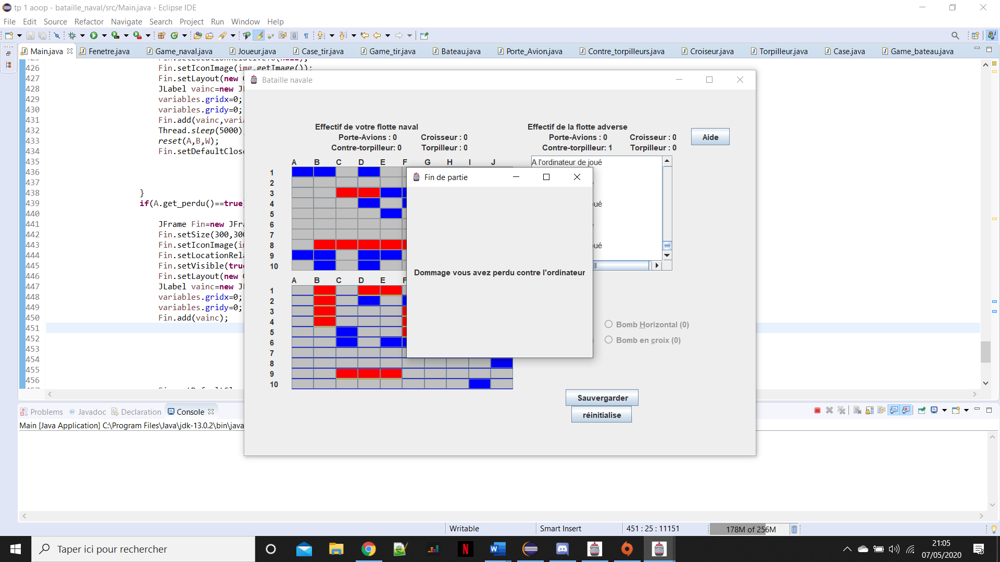 tp 1 aoop - bataille_naval/src/Main.java - Eclipse IDE
File Edit Source Refactor Navigate Search Project Run Window Help
Main.java Fenetre.java Game_naval.java Joueur.java Case_tir.java Game_tir.java Bateau.java Porte_Avion.java Contre_torpilleurs.java Croiseur.java Torpilleur.java Case.java Game_bateau.java
426 Fin.setIconImage(img.getImage());
427 Fin.setLayout(new
428 JLabel vainc=new
429 variables.gridx=0;
430 variables.gridy=0;
431 Fin.add(vainc,
432 Thread.sleep(5000)
433 reset(A,B,W);
434 Fin.setDefaultClose
435
436
437
438 }
439 if(A.get_perdu()==true
440
441 JFrame Fin=new
442 Fin.setSize(300,300
443 Fin.setIconImage(
444 Fin.setLocationRela
445 Fin.setVisible(true
446 Fin.setLayout(new
447 JLabel vainc=new
448 variables.gridx=0;
449 variables.gridy=0;
450 Fin.add(vainc);
451
452
453
454
455
456
Bataille navale
Effectif de votre flotte naval
Porte-Avions : 0 Croisseur : 0
Contre-torpilleur: 0 Torpilleur : 0
Effectif de la flotte adverse
Porte-Avions : 0 Croisseur : 0
Contre-torpilleur: 1 Torpilleur : 0
Aide
A B C D E F G H I J
1
2
3
4
5
6
7
8
9
10
A l'ordinateur de joué
Fin de partie
Dommage vous avez perdu contre l'ordinateur
A B C D E F
1
2
3
4
5
6
7
8
9
10
Bomb Horizontal (0)
Bomb en croix (0)
Sauvergarder
réinitialise
Problems Javadoc Declaration Console
Main [Java Application] C:\Program Files\Java\jdk-13.0.2\bin\java
Writable Smart Insert 451 : 25 : 11151 178M of 256M
Taper ici pour rechercher
21:05
07/05/2020